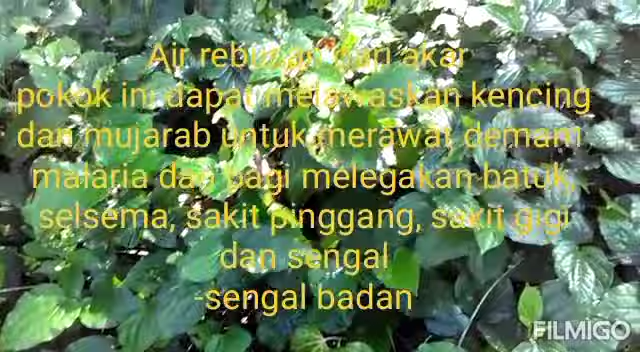 Air rebusan dari akar
pokok ini dapat melawaskan kencing
dan mujarab untuk merawat demam
malaria dan bagi melegakan batuk,
selsema, sakit pinggang, sakit gigi
dan sengal
-sengal badan
FILMIGO